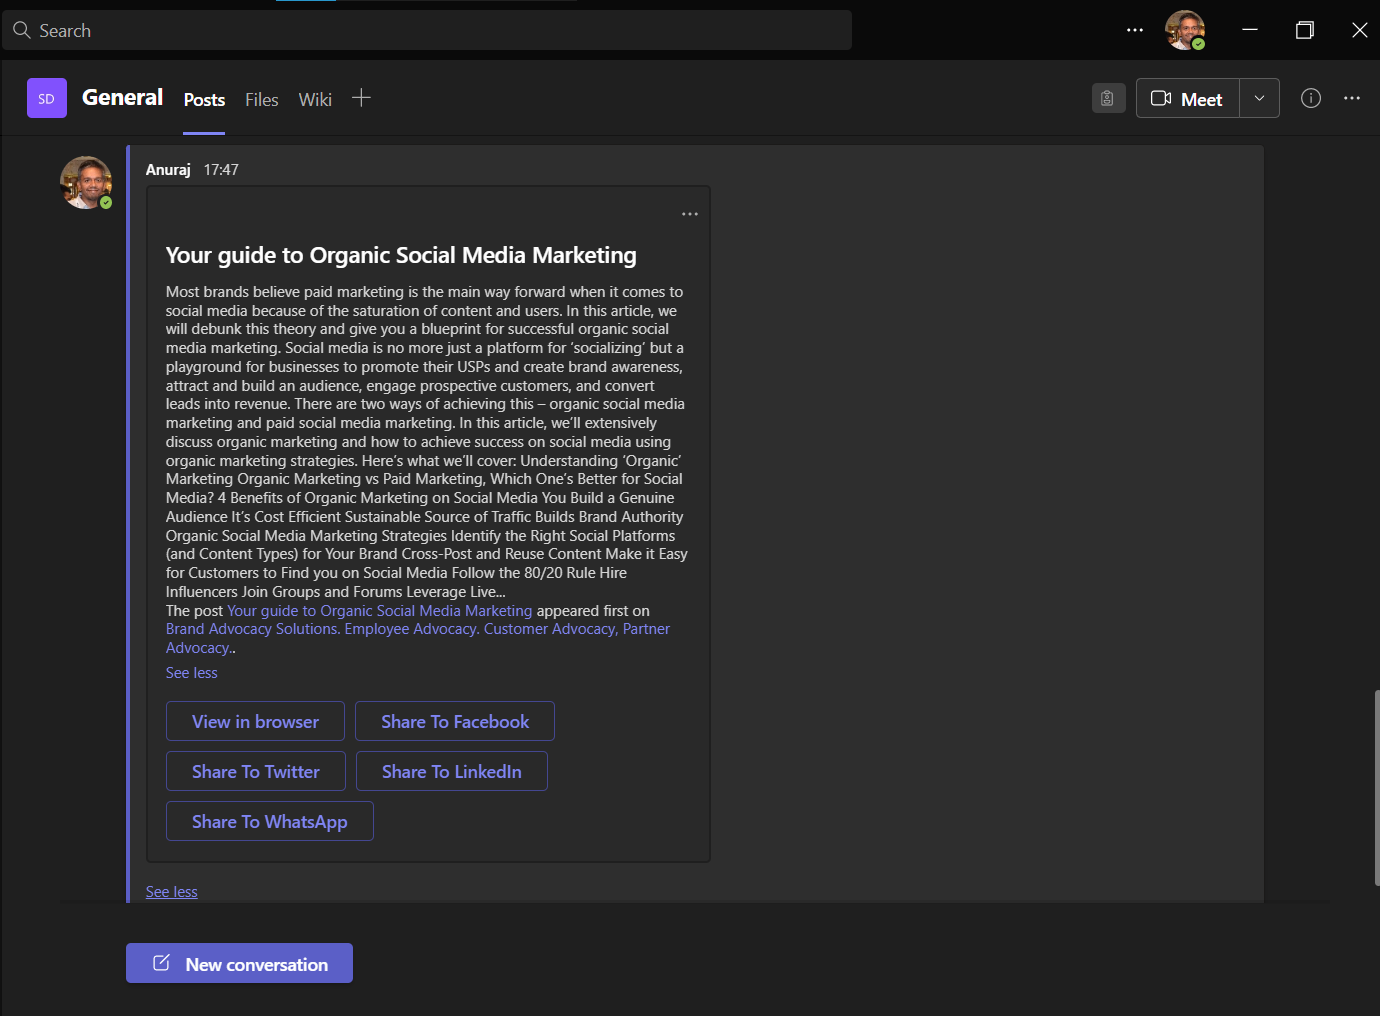 Search
SD
General
Posts
Files
Wiki
Meet
Anuraj 17:47
Your guide to Organic Social Media Marketing
Most brands believe paid marketing is the main way forward when it comes to
social media because of the saturation of content and users. In this article, we
will debunk this theory and give you a blueprint for successful organic social
media marketing. Social media is no more just a platform for ‘socializing’ but a
playground for businesses to promote their USPs and create brand awareness,
attract and build an audience, engage prospective customers, and convert
leads into revenue. There are two ways of achieving this – organic social media
marketing and paid social media marketing. In this article, we’ll extensively
discuss organic marketing and how to achieve success on social media using
organic marketing strategies. Here’s what we’ll cover: Understanding ‘Organic’
Marketing Organic Marketing vs Paid Marketing, Which One’s Better for Social
Media? 4 Benefits of Organic Marketing on Social Media You Build a Genuine
Audience It’s Cost Efficient Sustainable Source of Traffic Builds Brand Authority
Organic Social Media Marketing Strategies Identify the Right Social Platforms
(and Content Types) for Your Brand Cross-Post and Reuse Content Make it Easy
for Customers to Find you on Social Media Follow the 80/20 Rule Hire
Influencers Join Groups and Forums Leverage Live...
The post Your guide to Organic Social Media Marketing appeared first on
Brand Advocacy Solutions. Employee Advocacy. Customer Advocacy, Partner
Advocacy..
See less
View in browser
Share To Facebook
Share To Twitter
Share To LinkedIn
Share To WhatsApp
See less
New conversation